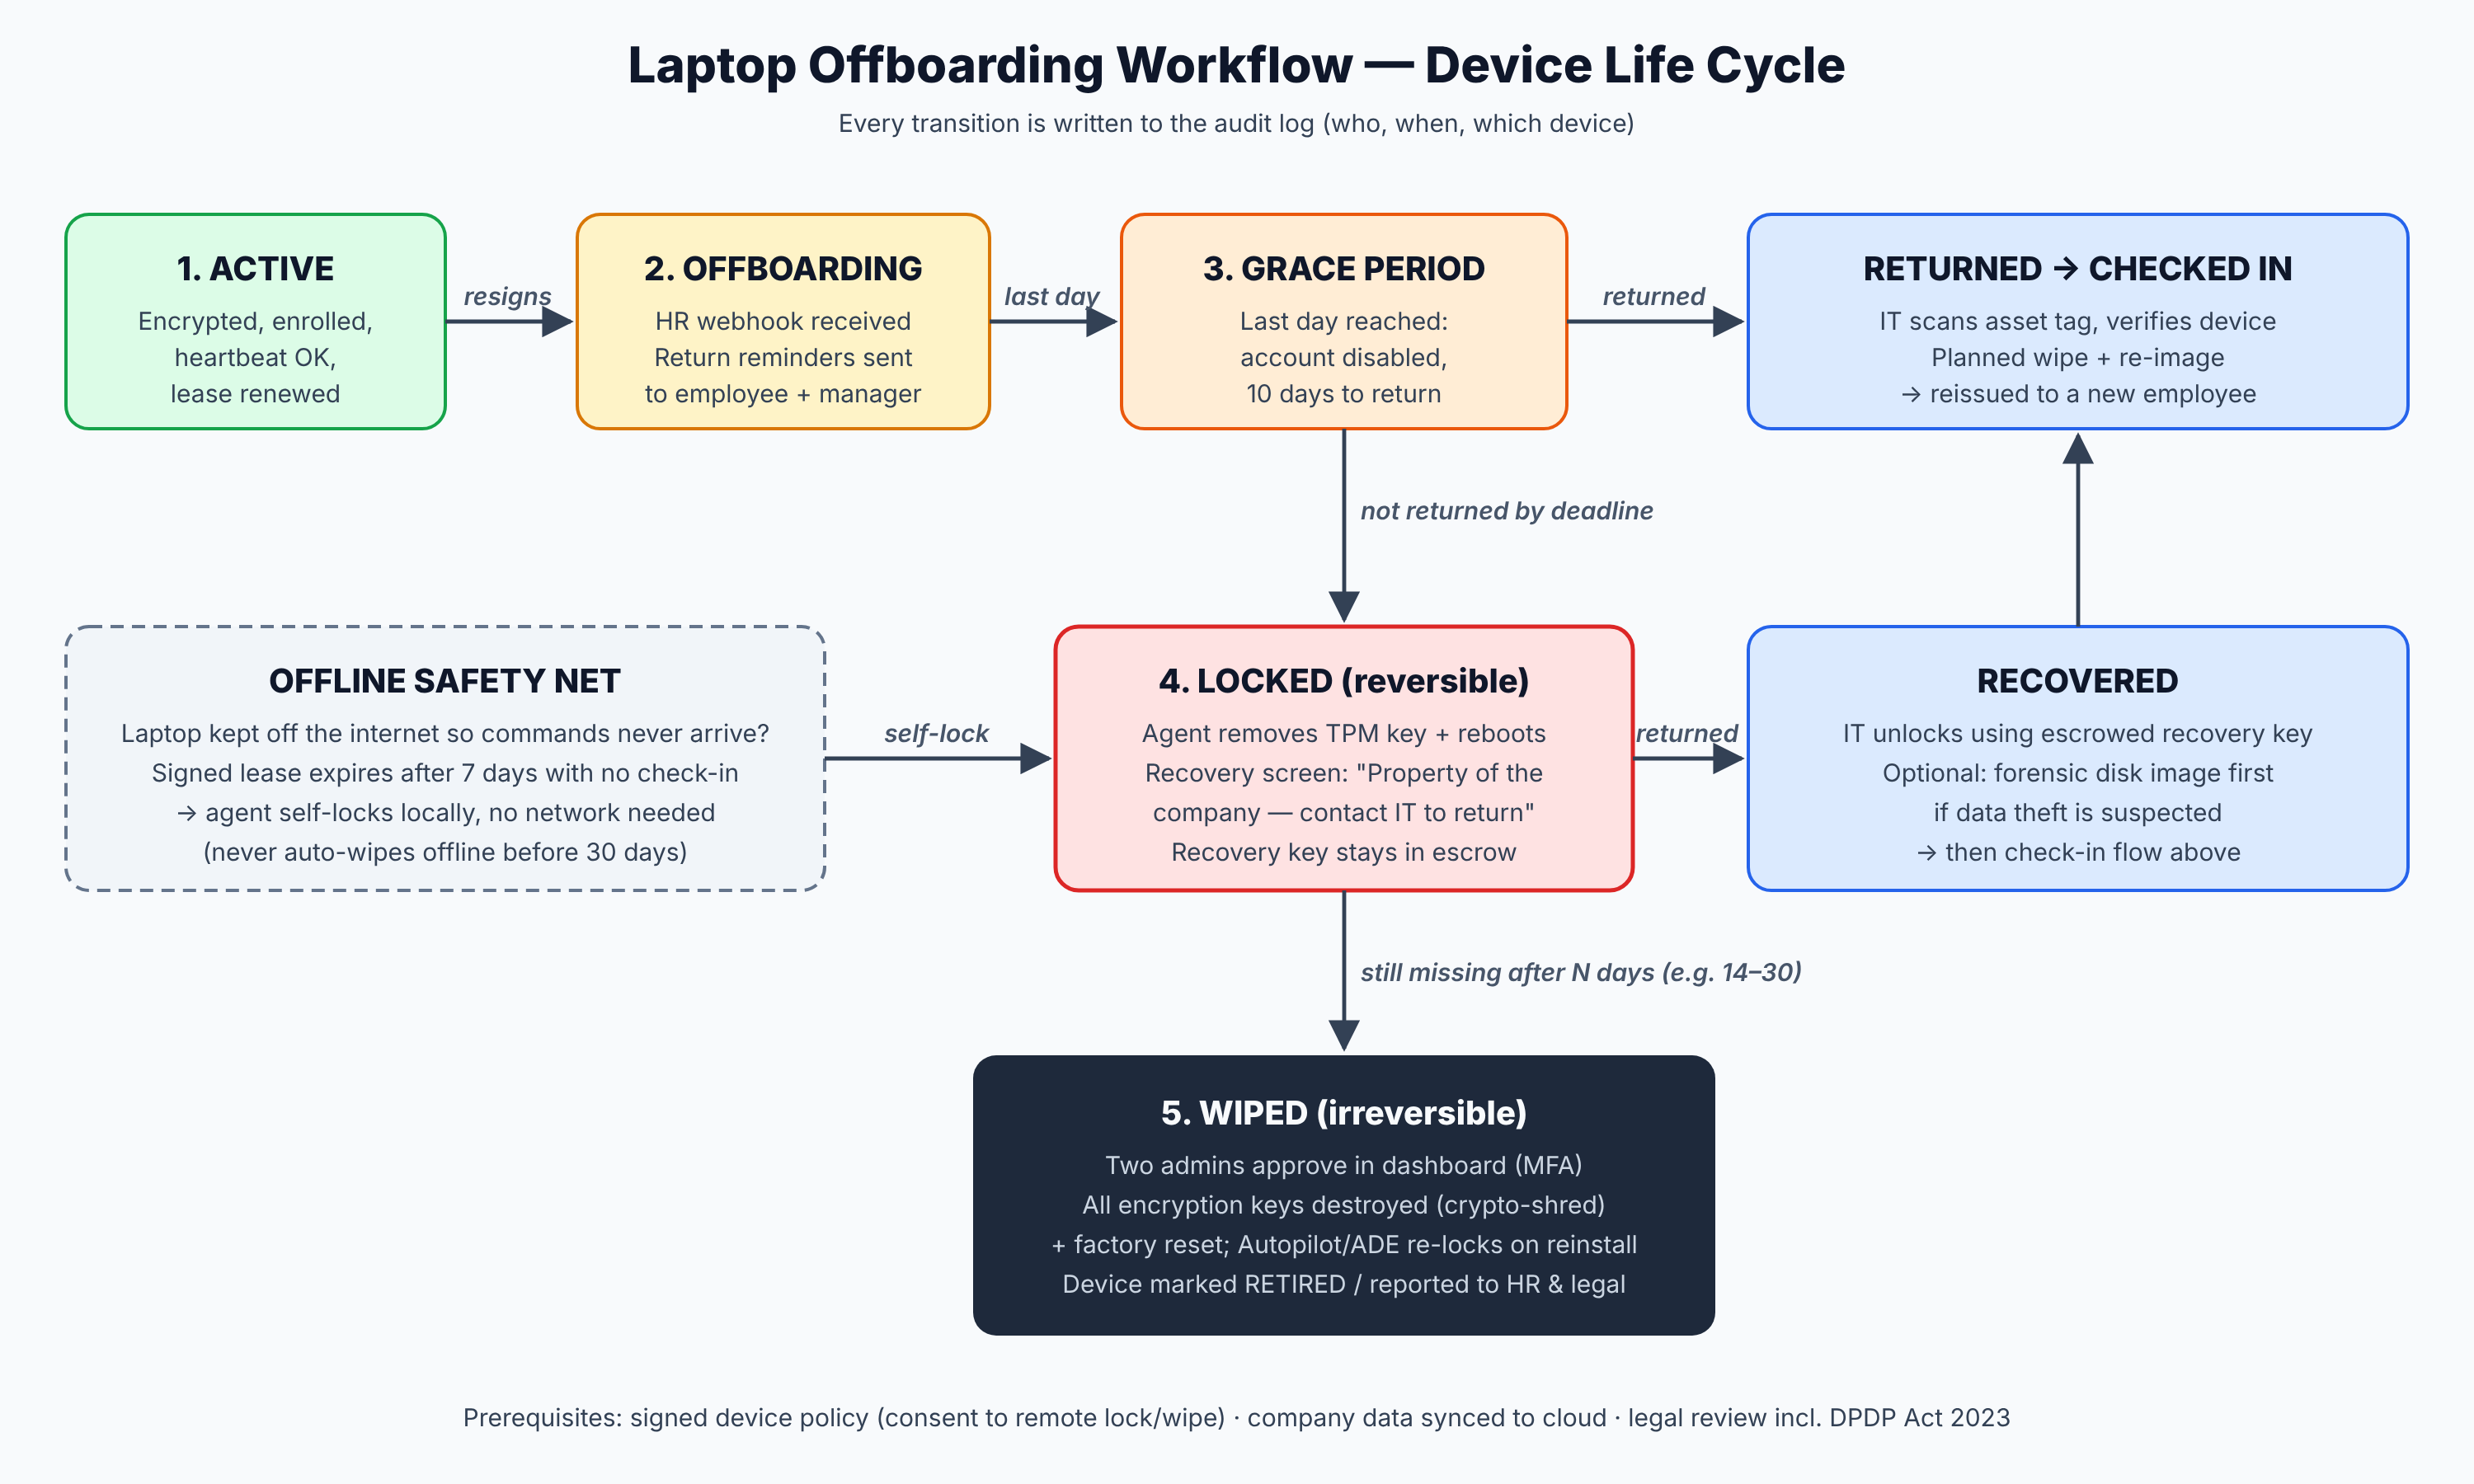 Laptop Offboarding Workflow — Device Life Cycle
Every transition is written to the audit log (who, when, which device)
1. ACTIVE
Encrypted, enrolled,
heartbeat OK,
lease renewed
resigns
2. OFFBOARDING
HR webhook received
Return reminders sent
to employee + manager
last day
3. GRACE PERIOD
Last day reached:
account disabled,
10 days to return
returned
RETURNED → CHECKED IN
IT scans asset tag, verifies device
Planned wipe + re-image
→ reissued to a new employee
not returned by deadline
OFFLINE SAFETY NET
Laptop kept off the internet so commands never arrive?
Signed lease expires after 7 days with no check-in
→ agent self-locks locally, no network needed
(never auto-wipes offline before 30 days)
self-lock
4. LOCKED (reversible)
Agent removes TPM key + reboots
Recovery screen: "Property of the
company — contact IT to return"
Recovery key stays in escrow
returned
RECOVERED
IT unlocks using escrowed recovery key
Optional: forensic disk image first
if data theft is suspected
→ then check-in flow above
still missing after N days (e.g. 14–30)
5. WIPED (irreversible)
Two admins approve in dashboard (MFA)
All encryption keys destroyed (crypto-shred)
+ factory reset; Autopilot/ADE re-locks on reinstall
Device marked RETIRED / reported to HR & legal
Prerequisites: signed device policy (consent to remote lock/wipe) · company data synced to cloud · legal review incl. DPDP Act 2023